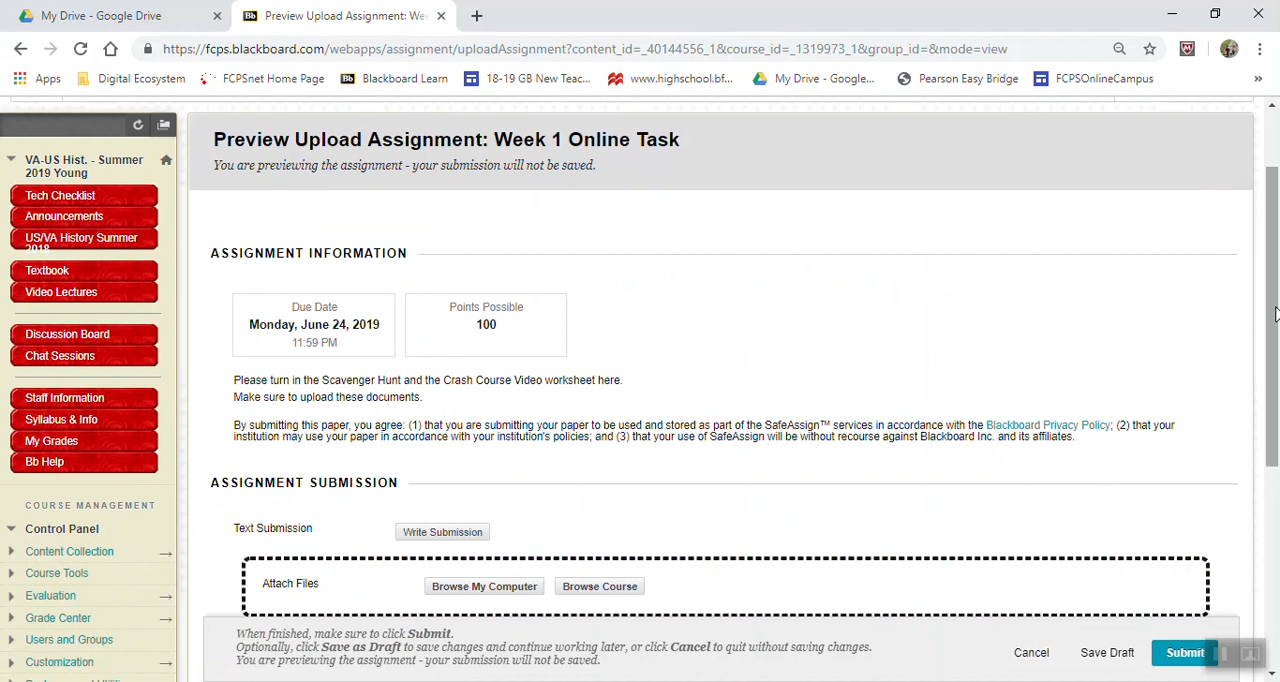 My Drive - Google Drive
Preview Upload Assignment: We
https://fcps.blackboard.com/webapps/assignment/uploadAssignment?content_id=_40144556_1&course_id=_1319973_1&group_id=&mode=view
Apps
Digital Ecosystem
FCPSnet Home Page
Bb Blackboard Learn
18-19 GB New Teac...
www.highschool.bf...
My Drive - Google...
Pearson Easy Bridge
FCPSOnlineCampus
VA-US Hist. - Summer
2019 Young
Tech Checklist
Announcements
US/VA History Summer
2018
Textbook
Video Lectures
Discussion Board
Chat Sessions
Staff Information
Syllabus & Info
My Grades
Bb Help
COURSE MANAGEMENT
Control Panel
Content Collection
Course Tools
Evaluation
Grade Center
Users and Groups
Customization
Preview Upload Assignment: Week 1 Online Task
You are previewing the assignment - your submission will not be saved.
ASSIGNMENT INFORMATION
Due Date
Monday, June 24, 2019
11:59 PM
Points Possible
100
Please turn in the Scavenger Hunt and the Crash Course Video worksheet here.
Make sure to upload these documents.
By submitting this paper, you agree: (1) that you are submitting your paper to be used and stored as part of the SafeAssign™ services in accordance with the Blackboard Privacy Policy; (2) that your
institution may use your paper in accordance with your institution's policies; and (3) that your use of SafeAssign will be without recourse against Blackboard Inc. and its affiliates.
ASSIGNMENT SUBMISSION
Text Submission
Write Submission
Attach Files
Browse My Computer
Browse Course
When finished, make sure to click Submit.
Optionally, click Save as Draft to save changes and continue working later, or click Cancel to quit without saving changes.
You are previewing the assignment - your submission will not be saved.
Cancel
Save Draft
Submit